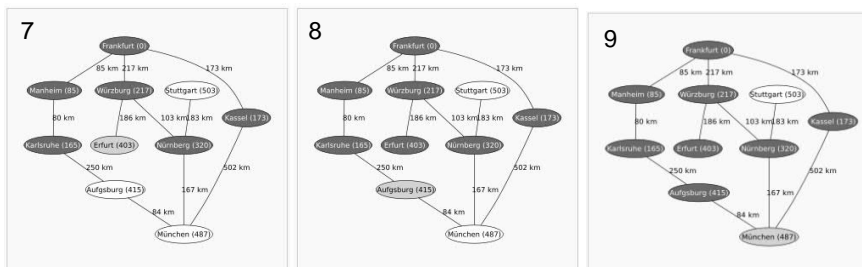 7
Frankfurt (0)
85 km
217 km
173 km
Manheim (85)
Würzburg (217)
Stuttgart (503)
80 km
186 km
103 km
183 km
Kassel (173)
Karlsruhe (165)
Erfurt (403)
Nürnberg (320)
250 km
502 km
Aufgsburg (415)
167 km
84 km
München (487)
8
Frankfurt (0)
85 km
217 km
173 km
Manheim (85)
Würzburg (217)
Stuttgart (503)
80 km
186 km
103 km
183 km
Kassel (173)
Karlsruhe (165)
Erfurt (403)
Nürnberg (320)
250 km
502 km
Aufgsburg (415)
167 km
84 km
München (487)
9
Frankfurt (0)
85 km
217 km
173 km
Manheim (85)
Würzburg (217)
Stuttgart (503)
80 km
186 km
103 km
183 km
Kassel (173)
Karlsruhe (165)
Erfurt (403)
Nürnberg (320)
250 km
502 km
Aufgsburg (415)
167 km
84 km
München (487)